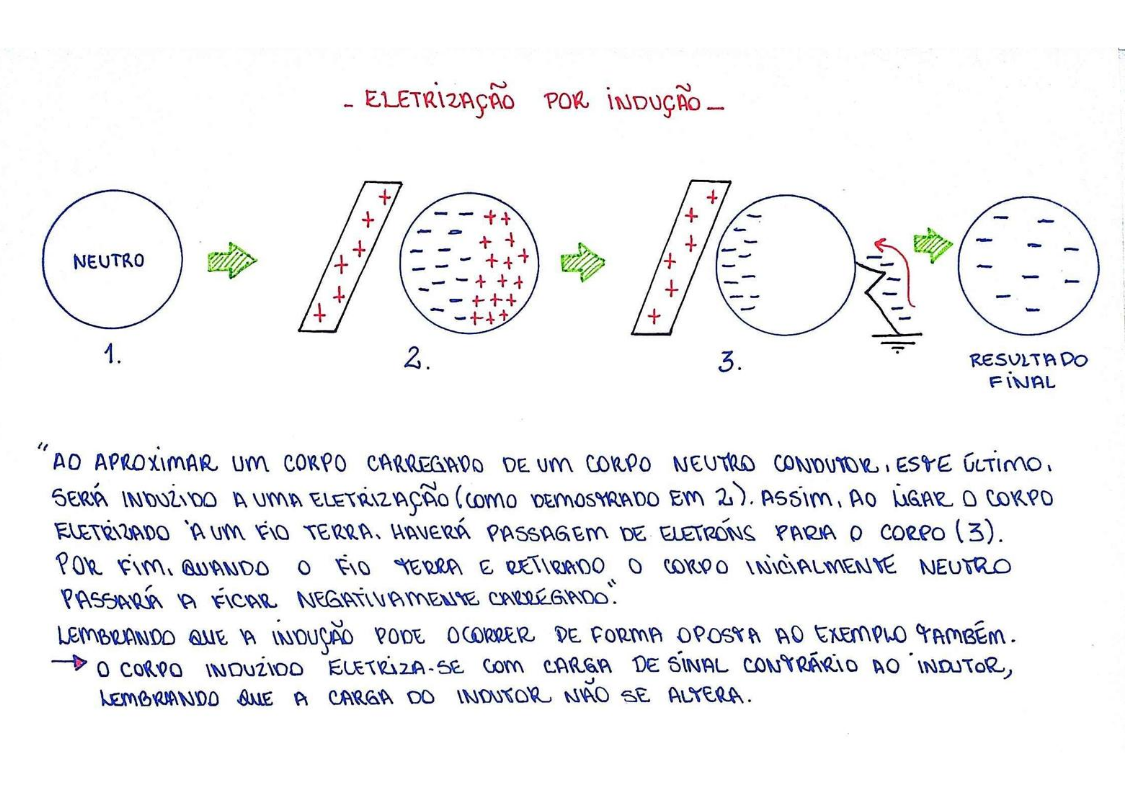 - ELETRIZAÇÃO POR INDUÇÃO -
NEUTRO
1.
2.
3.
RESULTADO
FINAL
"AO APROXIMAR UM CORPO CARREGADO DE UM CORPO NEUTRO CONDUTOR, ESTE ÚLTIMO,
SERÁ INDUZIDO A UMA ELETRIZAÇÃO (COMO DEMOSTRADO EM 2). ASSIM, AO LIGAR O CORPO
ELETRIZADO À UM FIO TERRA, HAVERÁ PASSAGEM DE ELETRÓNS PARA O CORPO (3).
POR FIM, QUANDO O FIO TERRA E RETIRADO O CORPO INICIALMENTE NEUTRO
PASSARÁ A FICAR NEGATIVAMENTE CARREGADO."
LEMBRANDO QUE A INDUÇÃO PODE OCORRER DE FORMA OPOSTA AO EXEMPLO TAMBÉM.
→ O CORPO INDUZIDO ELETRIZA-SE COM CARGA DE SINAL CONTRÁRIO AO INDUTOR,
LEMBRANDO QUE A CARGA DO INDUTOR NÃO SE ALTERA.